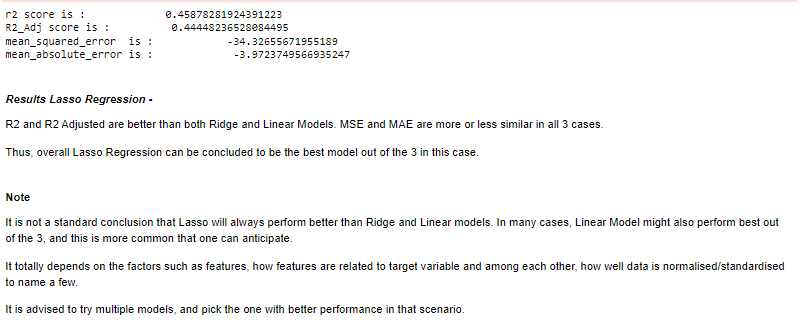 r2 score is : 0.45878281924391223
R2_Adj score is : 0.44448236528084495
mean_squared_error is : -34.32655671955189
mean_absolute_error is : -3.9723749566935247
Results Lasso Regression -
R2 and R2 Adjusted are better than both Ridge and Linear Models. MSE and MAE are more or less similar in all 3 cases.
Thus, overall Lasso Regression can be concluded to be the best model out of the 3 in this case.
Note
It is not a standard conclusion that Lasso will always perform better than Ridge and Linear models. In many cases, Linear Model might also perform best out
of the 3, and this is more common that one can anticipate.
It totally depends on the factors such as features, how features are related to target variable and among each other, how well data is normalised/standardised
to name a few.
It is advised to try multiple models, and pick the one with better performance in that scenario.